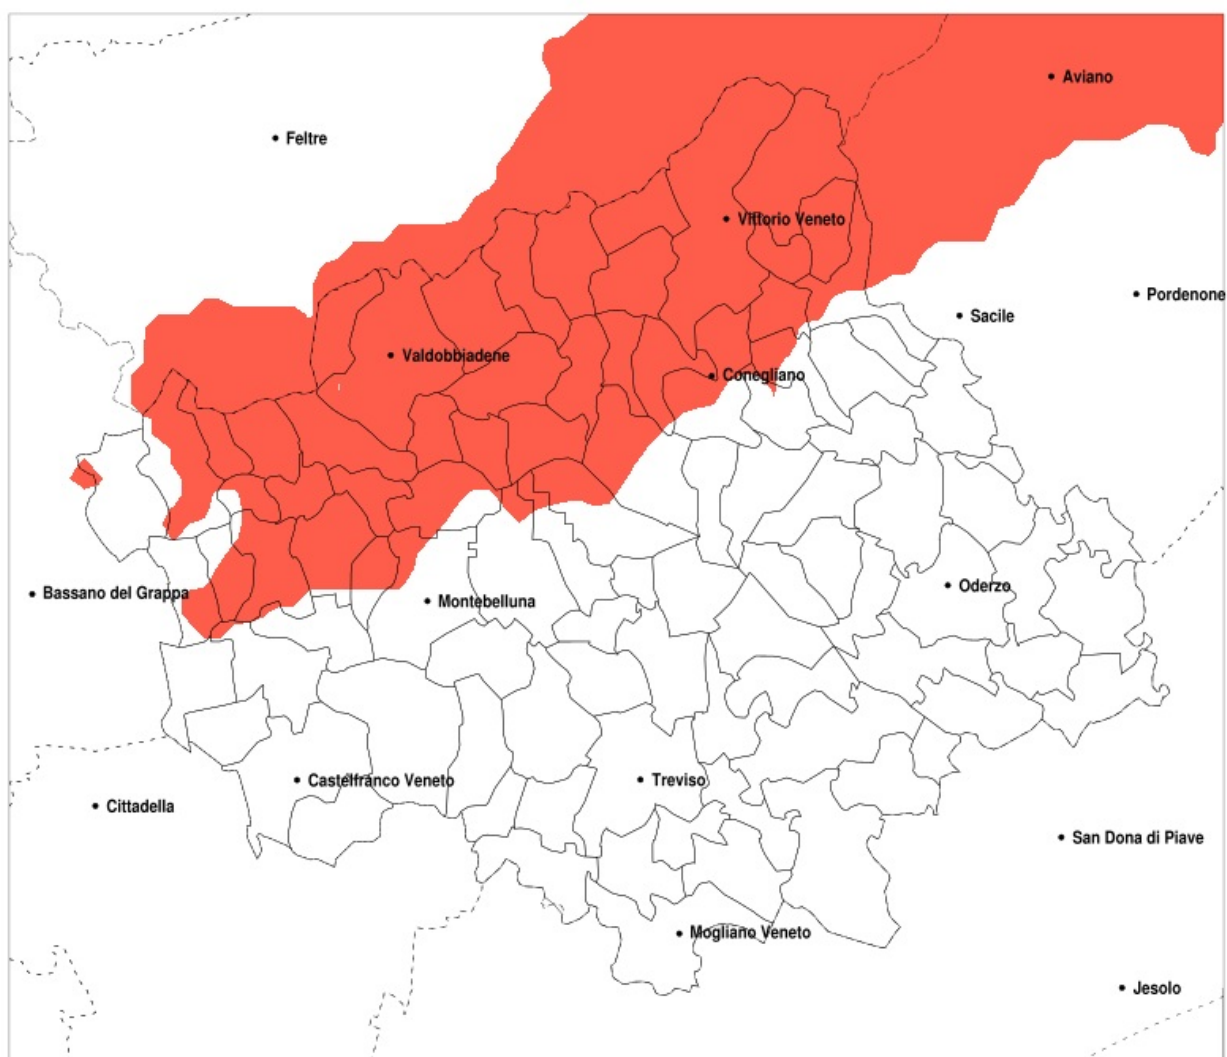 Aviano
Feltre
Vittorio Veneto
Pordenone
Sacile
Valdobbiadene
Conegliano
Oderzo
Bassano del Grappa
Montebelluna
Castelfranco Veneto
Treviso
Cittadella
San Dona di Piave
Mogliano Veneto
Jesolo